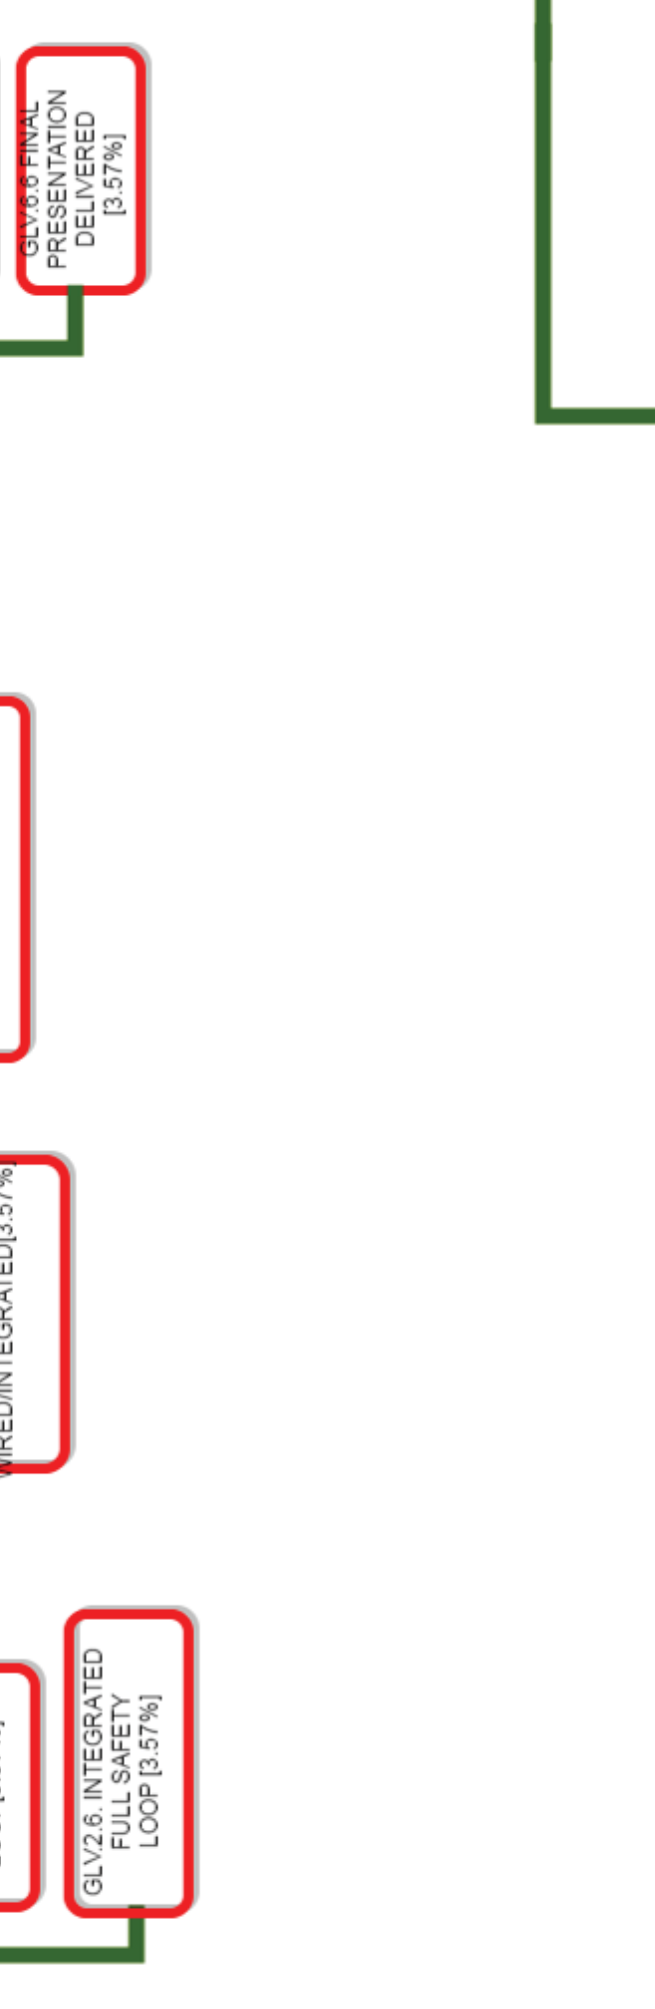 GLV.6.6 FINAL
PRESENTATION
DELIVERED
[3.57%]
WIRED/INTEGRATED[3.57%]
GLV.2.6. INTEGRATED
FULL SAFETY
LOOP [3.57%]